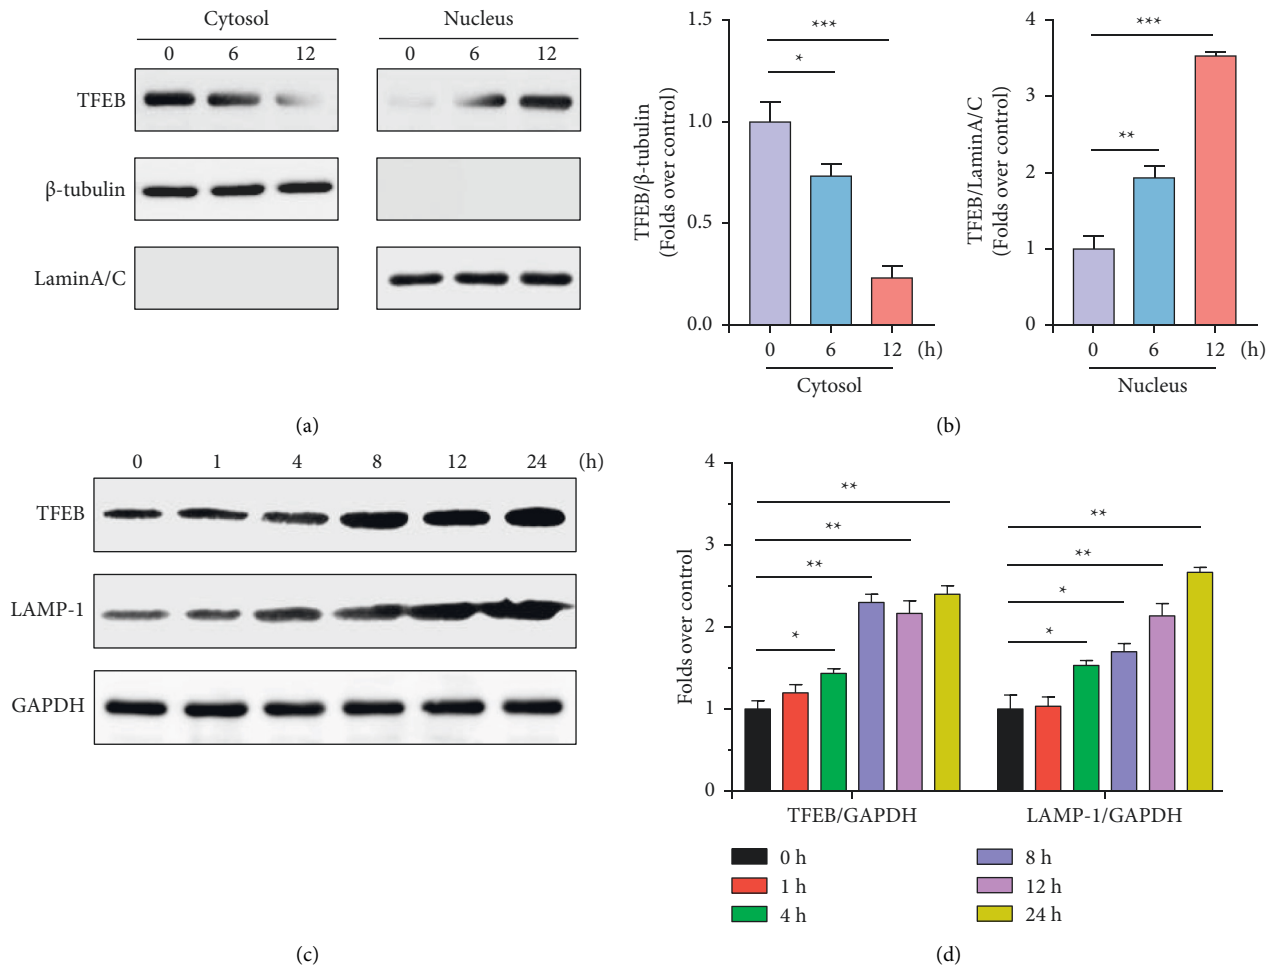 Cytosol Nucleus
0 6 12 0 6 12
TFEB
β-tubulin
LaminA/C
(a)
1.5
1.0
0.5
0.0
TFEB/β-tubulin
(Folds over control)
***
*
0 6 12 (h)
Cytosol
4
3
2
1
0
TFEB/LaminA/C
(Folds over control)
***
**
0 6 12 (h)
Nucleus
(b)
0 1 4 8 12 24 (h)
TFEB
LAMP-1
GAPDH
(c)
4
3
2
1
0
Folds over control
**
**
**
*
**
**
*
*
TFEB/GAPDH LAMP-1/GAPDH
0 h 8 h
1 h 12 h
4 h 24 h
(d)